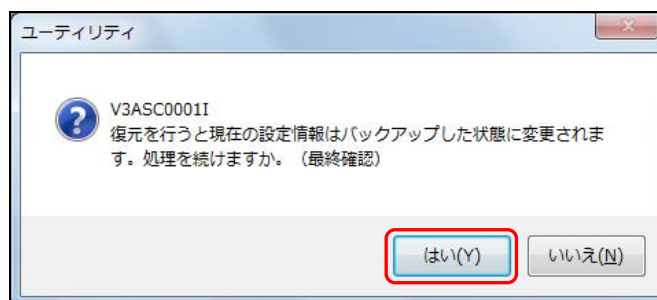 ユーティリティ
V3ASC0001I
復元を行うと現在の設定情報はバックアップした状態に変更されま
す。処理を続けますか。（最終確認）
はい(Y)
いいえ(N)